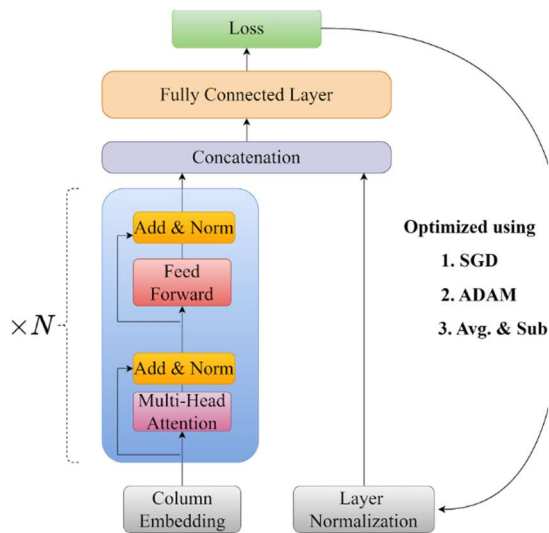 Loss
Fully Connected Layer
Concatenation
Add & Norm
Feed
Forward
Add & Norm
Multi-Head
Attention
×N
Column
Embedding
Layer
Normalization
Optimized using
1. SGD
2. ADAM
3. Avg. & Sub